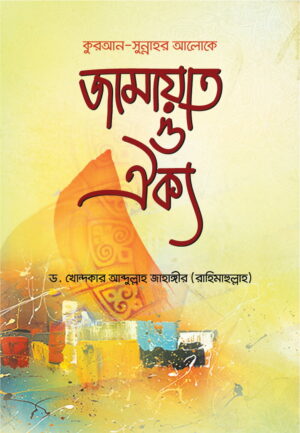 কুরআন-সুন্নাহর আলোকে
জামায়াত
ও
ঐক্য
ড. খোন্দকার আব্দুল্লাহ জাহাঙ্গীর (রাহিমাহুল্লাহ)